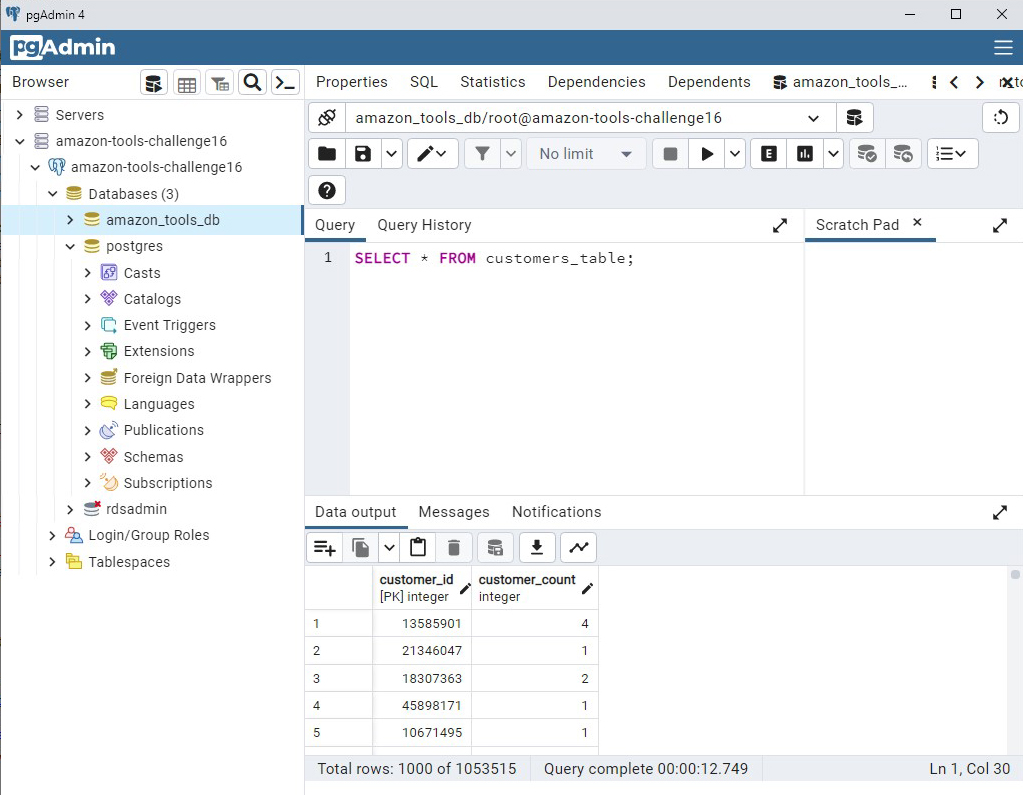 pgAdmin 4
pgAdmin
Browser
Properties SQL Statistics Dependencies Dependents amazon_tools_...
Servers
amazon-tools-challenge16
amazon-tools-challenge16
Databases (3)
amazon_tools_db
postgres
Casts
Catalogs
Event Triggers
Extensions
Foreign Data Wrappers
Languages
Publications
Schemas
Subscriptions
rdsadmin
Login/Group Roles
Tablespaces
amazon_tools_db/root@amazon-tools-challenge16
No limit
E
Query Query History
Scratch Pad
1 SELECT * FROM customers_table;
Data output Messages Notifications
customer_id customer_count
[PK] integer integer
1 13585901 4
2 21346047 1
3 18307363 2
4 45898171 1
5 10671495 1
Total rows: 1000 of 1053515 Query complete 00:00:12.749 Ln 1, Col 30